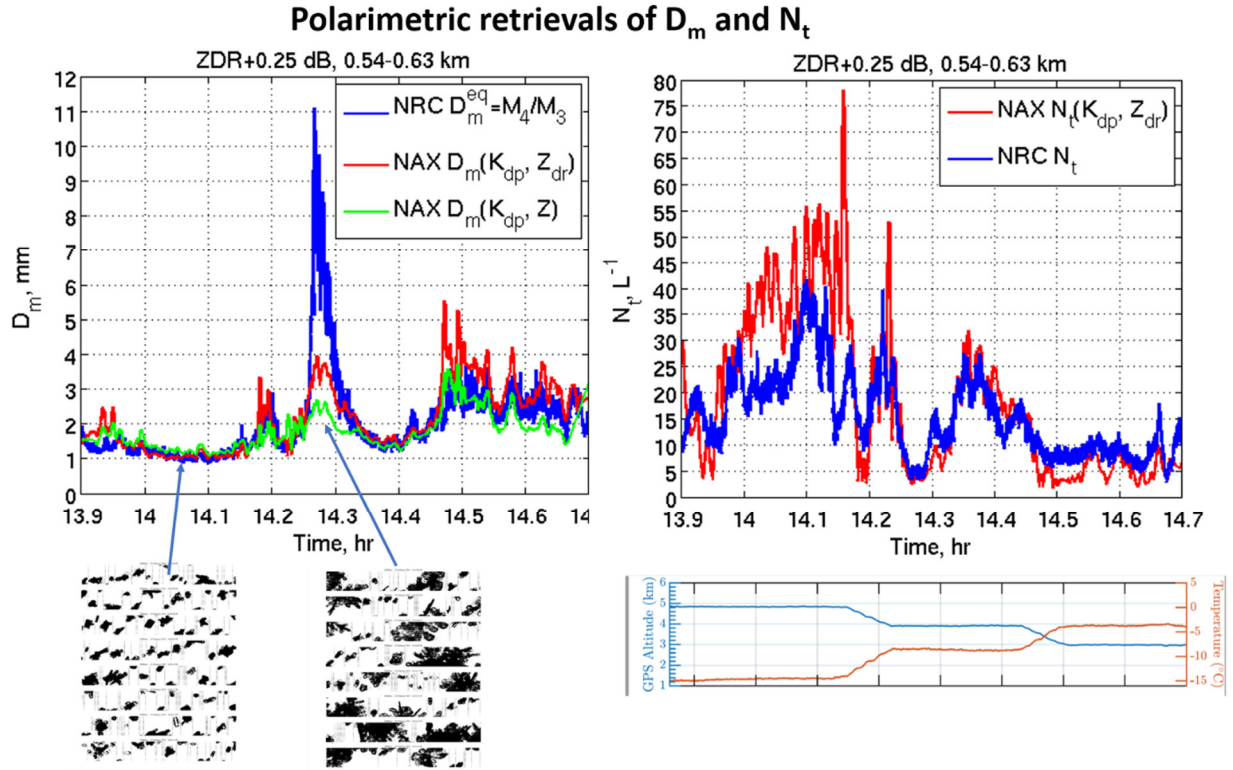 Polarimetric retrievals of Dm and Nt
ZDR+0.25 dB, 0.54-0.63 km
12
11
10
9
8
7
6
5
4
3
2
1
0
Dm, mm
NRC Dm^eq=M4/M3
NAX Dm(Kdp, Zdr)
NAX Dm(Kdp, Z)
13.9 14 14.1 14.2 14.3 14.4 14.5 14.6 14.
Time, hr
ZDR+0.25 dB, 0.54-0.63 km
80
75
70
65
60
55
50
45
40
35
30
25
20
15
10
5
0
Nt, L^-1
NAX Nt(Kdp, Zdr)
NRC Nt
13.9 14 14.1 14.2 14.3 14.4 14.5 14.6 14.7
Time, hr
GPS Altitude (km)
6
5
4
3
2
1
5
0
-5
-10
-15
Temperature (°C)